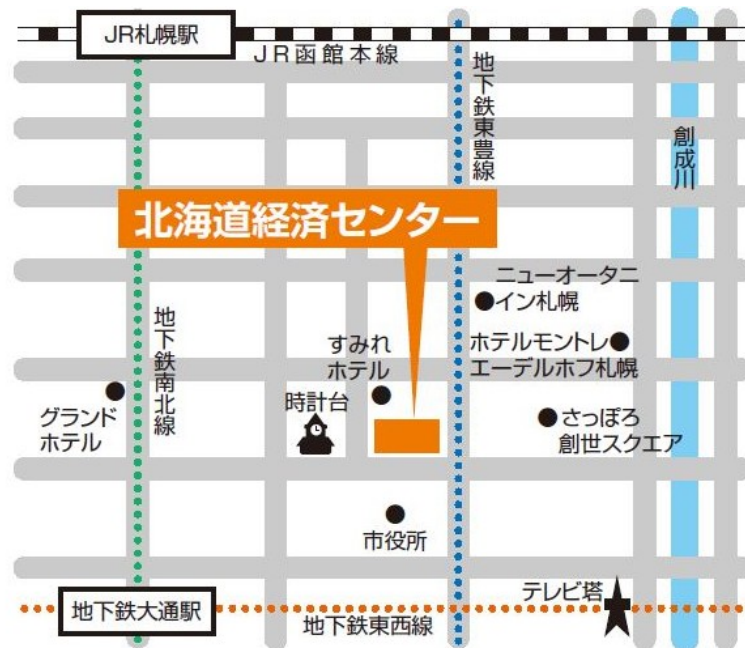 JR札幌駅
JR函館本線
地下鉄東豊線
創成川
北海道経済センター
ニューオータニ
イン札幌
地下鉄南北線
すみれ
ホテル
ホテルモントレ
エーデルホフ札幌
時計台
グランド
ホテル
さっぽろ
創世スクエア
市役所
テレビ塔
地下鉄大通駅
地下鉄東西線